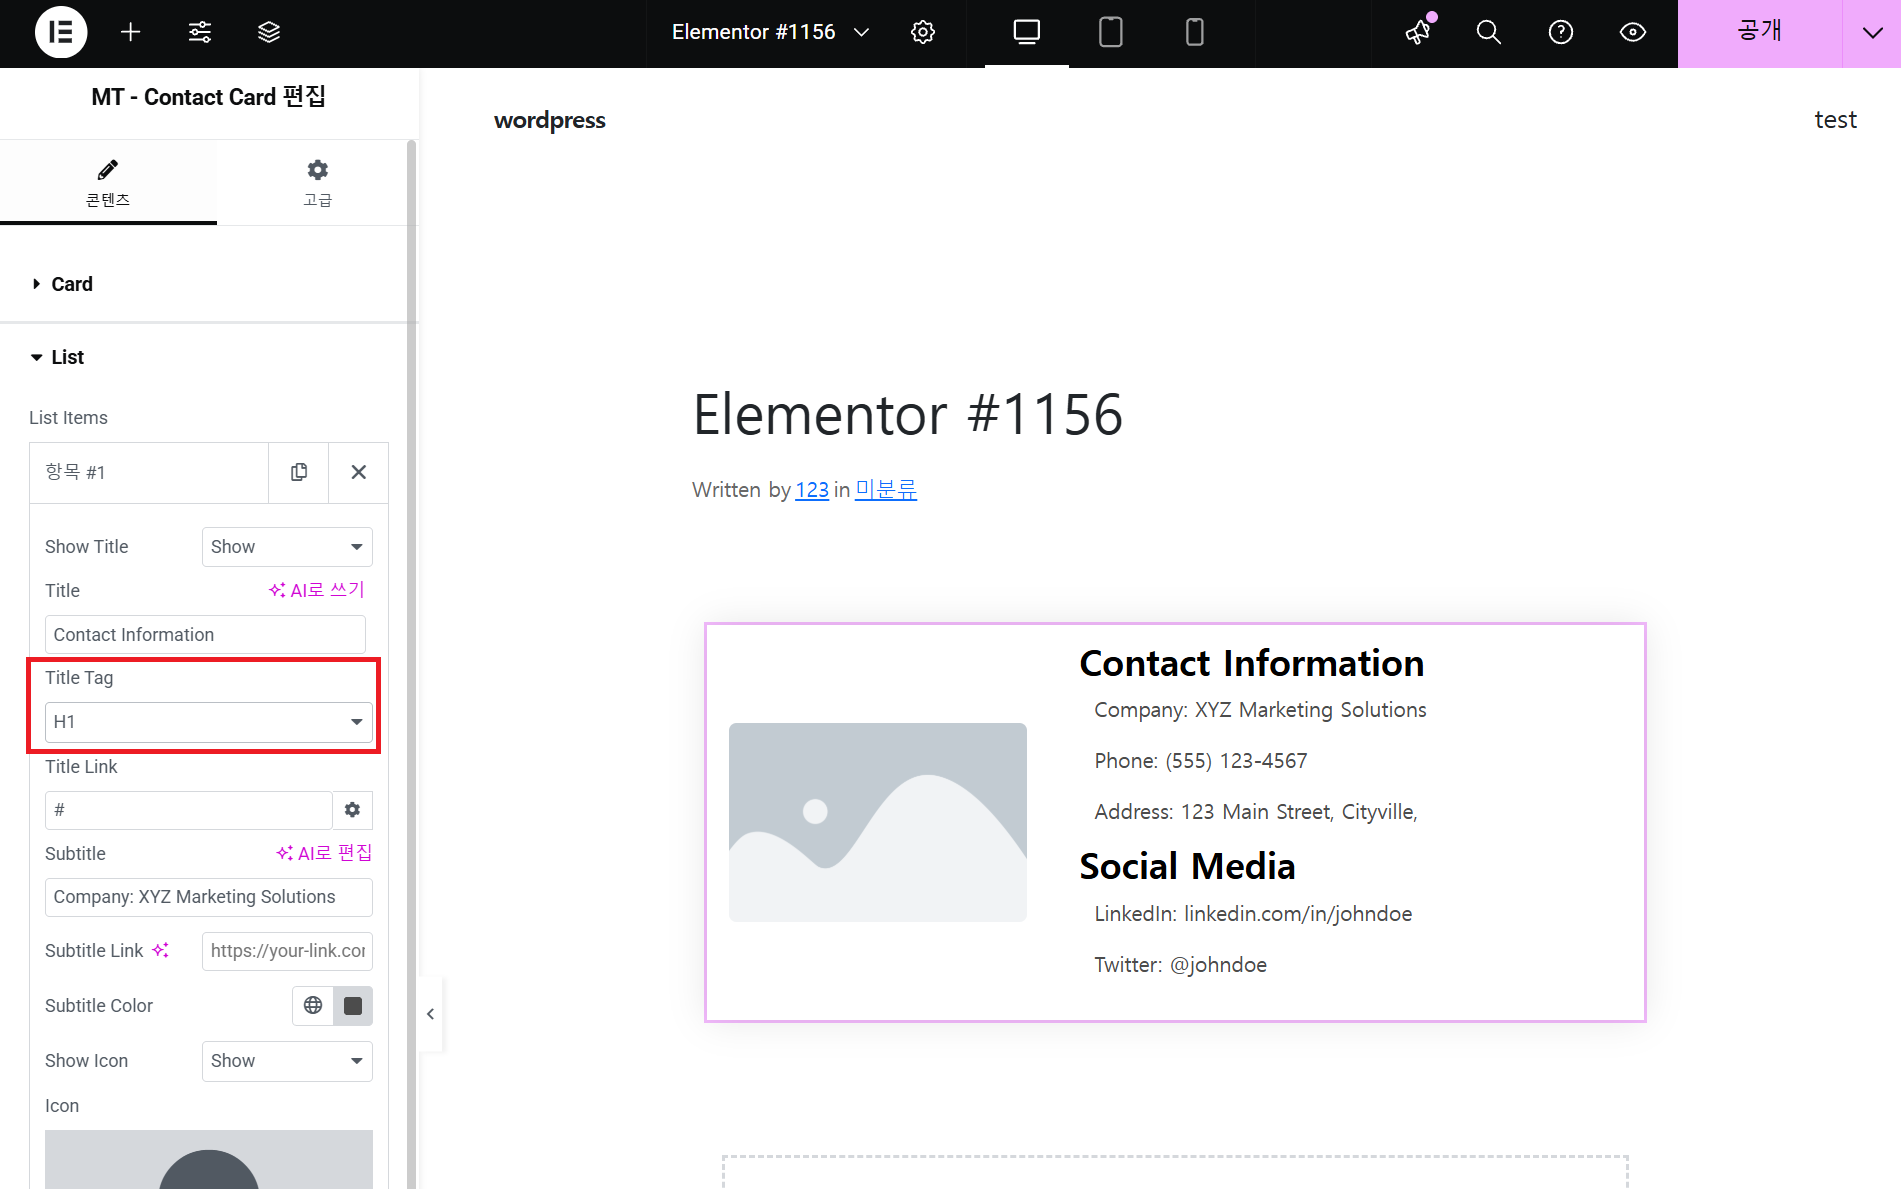 Elementor #1156
공개
MT - Contact Card 편집
콘텐츠
고급
Card
List
List Items
항목 #1
Show Title
Show
Title
AI로 쓰기
Contact Information
Title Tag
H1
Title Link
#
Subtitle
AI로 편집
Company: XYZ Marketing Solutions
Subtitle Link
https://your-link.cor
Subtitle Color
Show Icon
Show
Icon
wordpress
test
Elementor #1156
Written by 123 in 미분류
Contact Information
Company: XYZ Marketing Solutions
Phone: (555) 123-4567
Address: 123 Main Street, Cityville,
Social Media
LinkedIn: linkedin.com/in/johndoe
Twitter: @johndoe